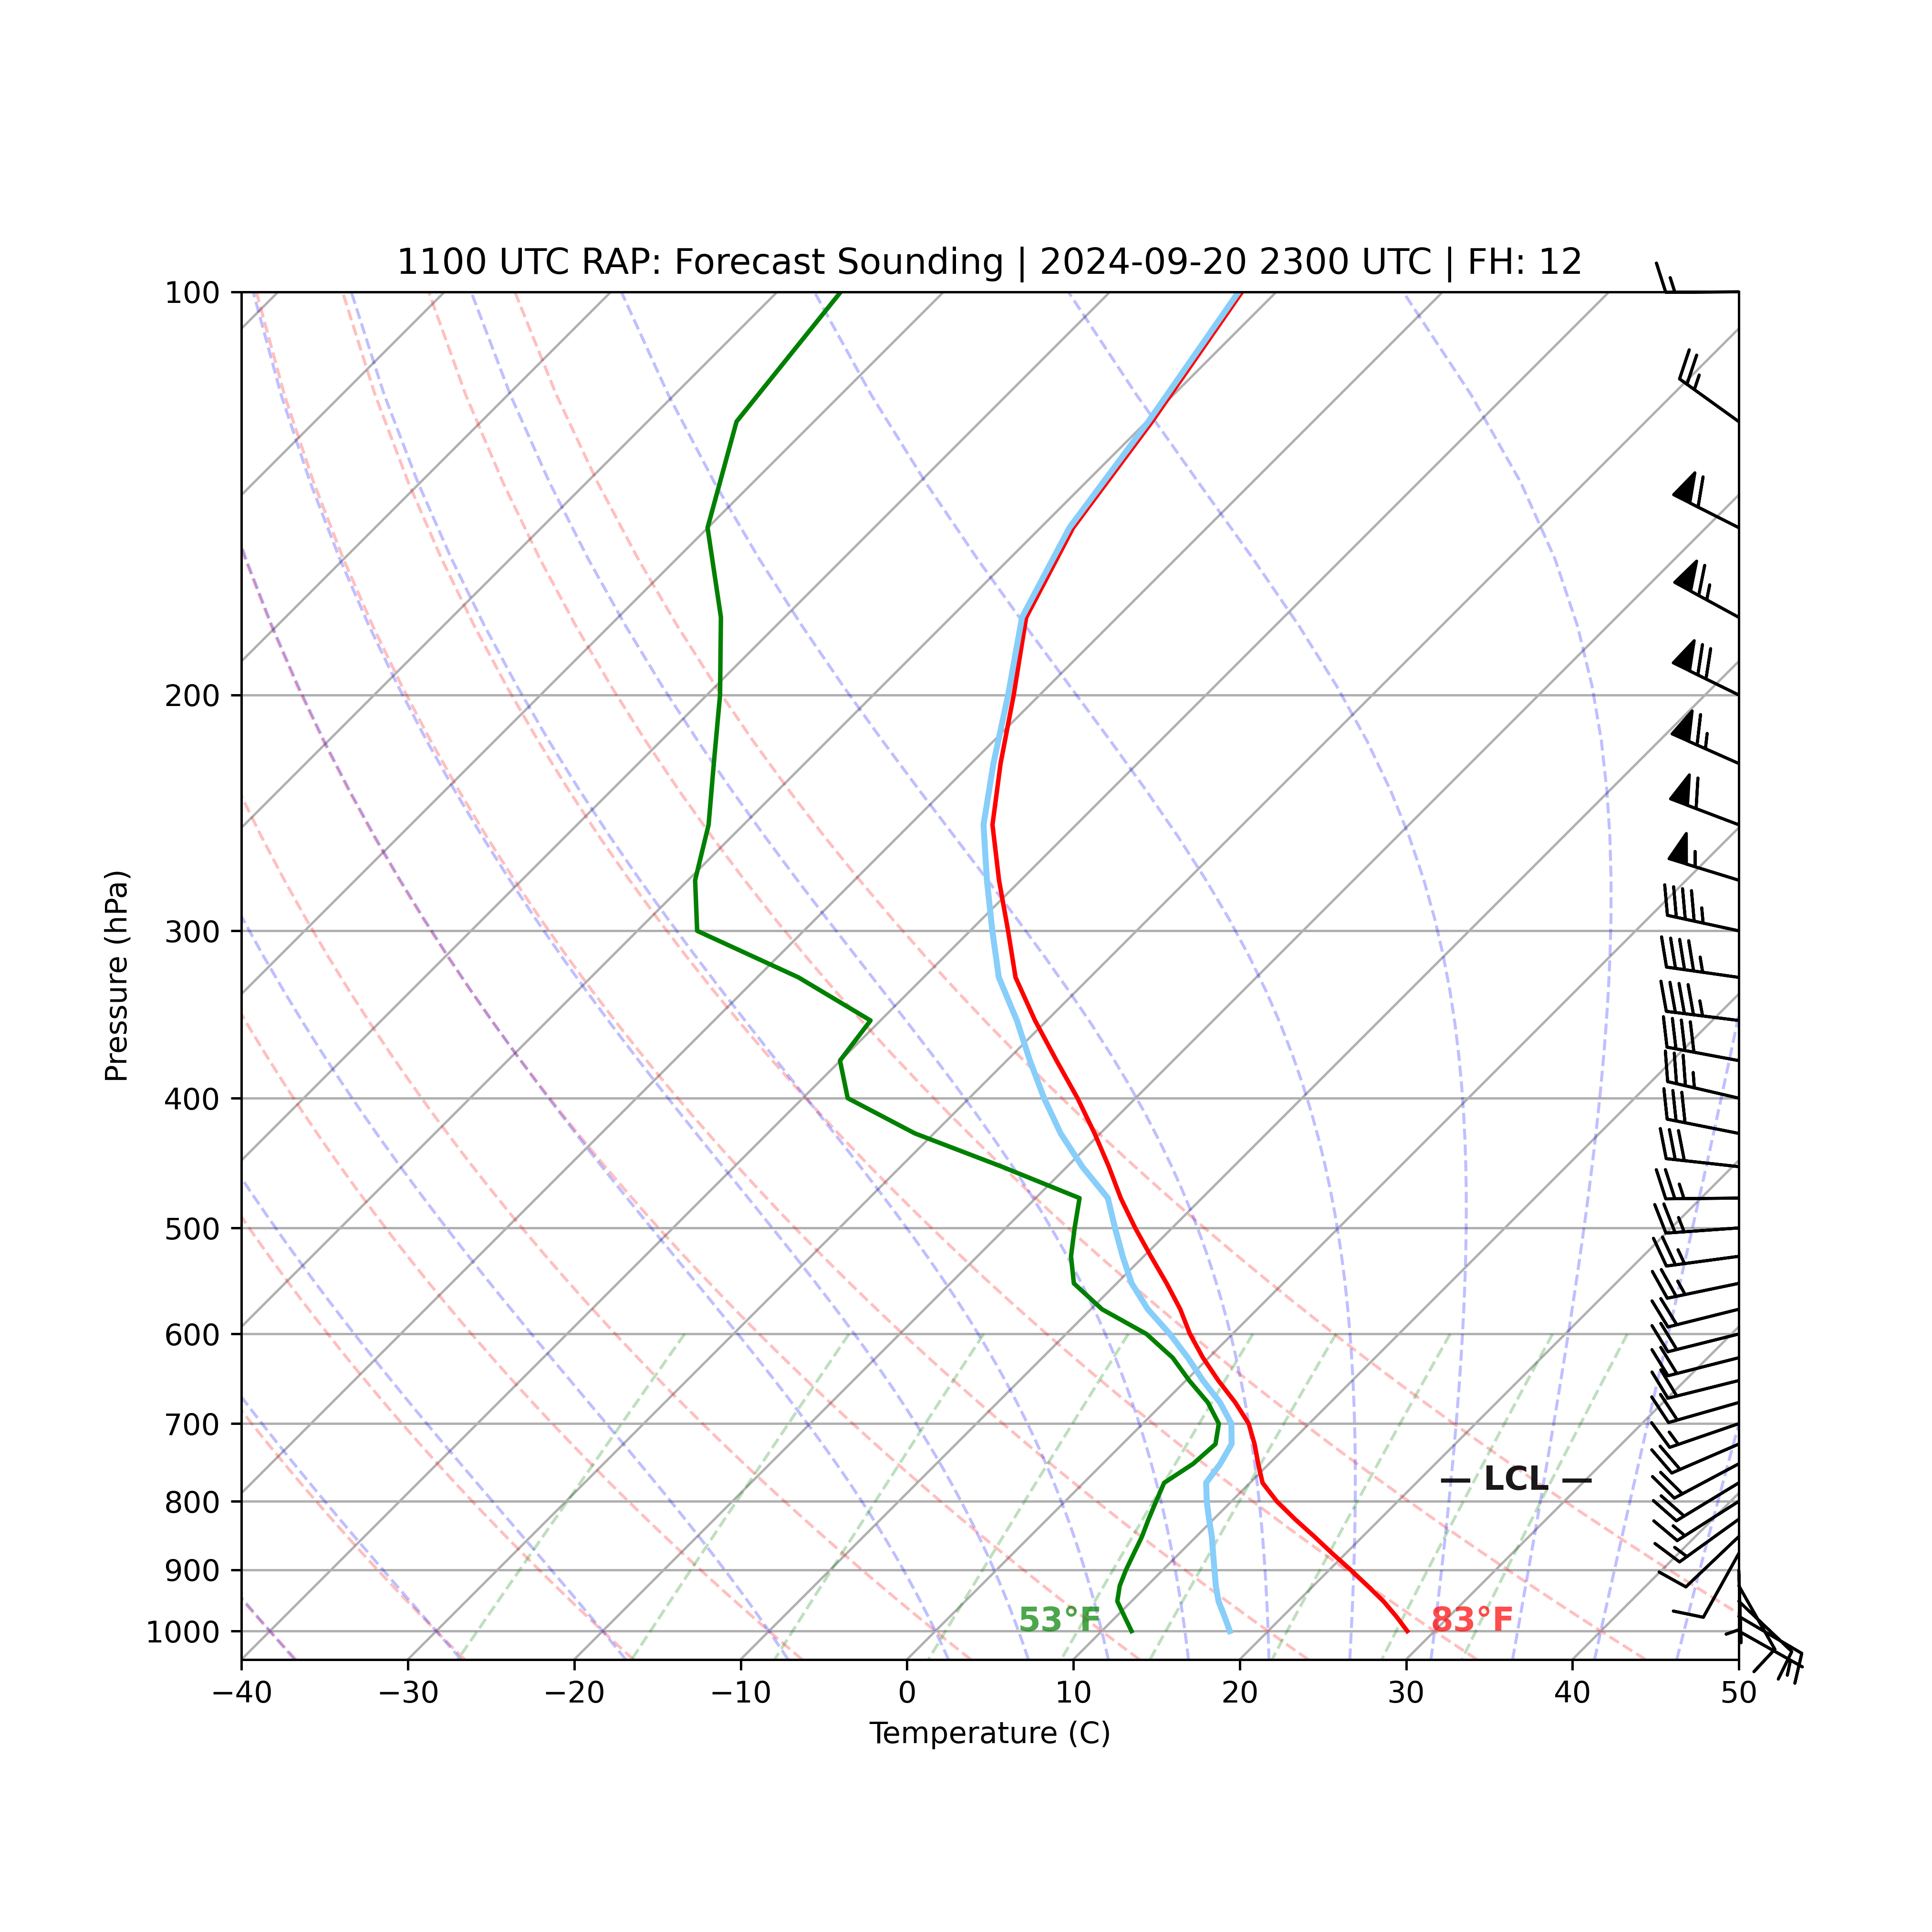 1100 UTC RAP: Forecast Sounding | 2024-09-20 2300 UTC | FH: 12
100
200
300
400
500
600
700
800
900
1000
Pressure (hPa)
— LCL —
53°F
83°F
−40 −30 −20 −10 0 10 20 30 40 50
Temperature (C)